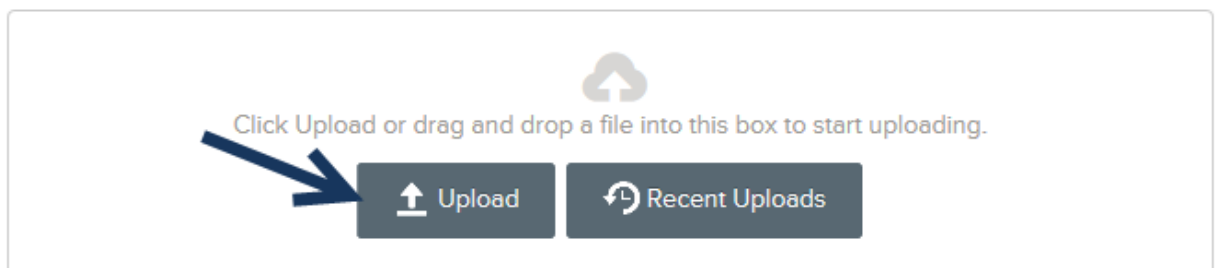 Click Upload or drag and drop a file into this box to start uploading.
Upload
Recent Uploads